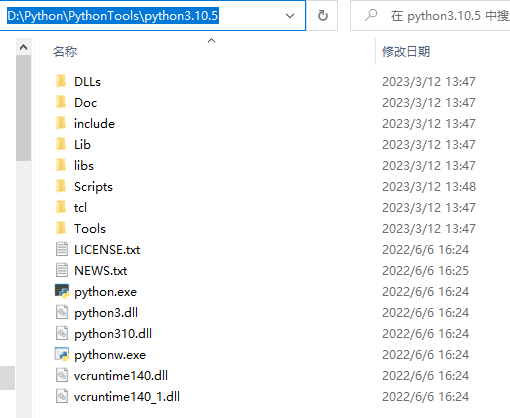 D:\Python\PythonTools\python3.10.5
在 python3.10.5 中搜
名称 修改日期
DLLs 2023/3/12 13:47
Doc 2023/3/12 13:47
include 2023/3/12 13:47
Lib 2023/3/12 13:47
libs 2023/3/12 13:47
Scripts 2023/3/12 13:48
tcl 2023/3/12 13:47
Tools 2023/3/12 13:47
LICENSE.txt 2022/6/6 16:24
NEWS.txt 2022/6/6 16:25
python.exe 2022/6/6 16:24
python3.dll 2022/6/6 16:24
python310.dll 2022/6/6 16:24
pythonw.exe 2022/6/6 16:24
vcruntime140.dll 2022/6/6 16:24
vcruntime140_1.dll 2022/6/6 16:24